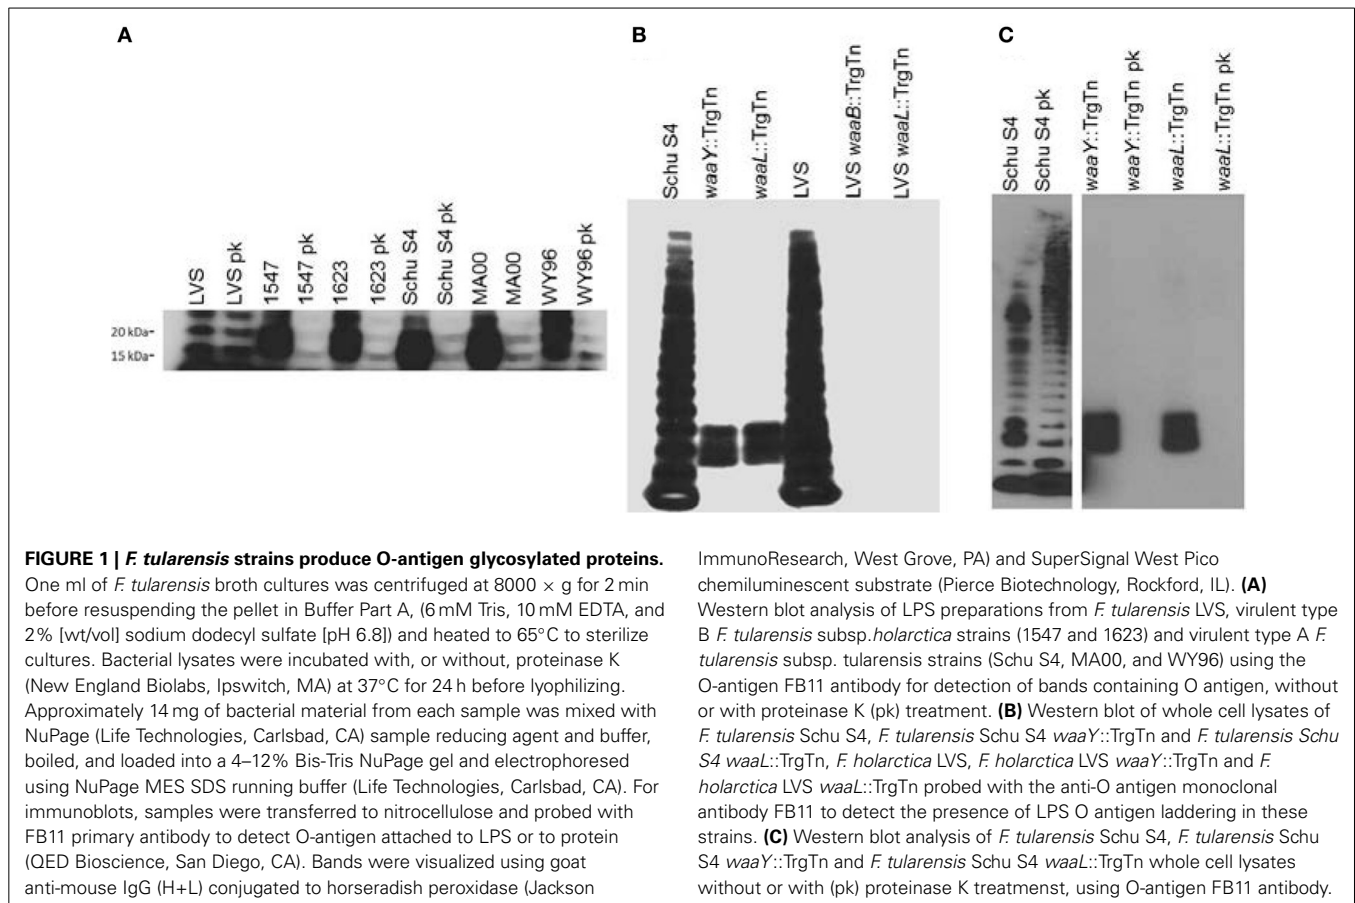 A
B
C
LVS
LVS pk
1547
1547 pk
1623
1623 pk
Schu S4
Schu S4 pk
MA00
MA00
WY96
WY96 pk
20 kDa-
15 kDa-
Schu S4
waaY::TrgTn
waaL::TrgTn
LVS
LVS waaB::TrgTn
LVS waaL::TrgTn
Schu S4
Schu S4 pk
waaY::TrgTn
waaY::TrgTn pk
waaL::TrgTn
waaL::TrgTn pk
FIGURE 1 | F. tularensis strains produce O-antigen glycosylated proteins.
One ml of F. tularensis broth cultures was centrifuged at 8000 × g for 2 min
before resuspending the pellet in Buffer Part A, (6 mM Tris, 10 mM EDTA, and
2% [wt/vol] sodium dodecyl sulfate [pH 6.8]) and heated to 65°C to sterilize
cultures. Bacterial lysates were incubated with, or without, proteinase K
(New England Biolabs, Ipswitch, MA) at 37°C for 24 h before lyophilizing.
Approximately 14 mg of bacterial material from each sample was mixed with
NuPage (Life Technologies, Carlsbad, CA) sample reducing agent and buffer,
boiled, and loaded into a 4–12% Bis-Tris NuPage gel and electrophoresed
using NuPage MES SDS running buffer (Life Technologies, Carlsbad, CA). For
immunoblots, samples were transferred to nitrocellulose and probed with
FB11 primary antibody to detect O-antigen attached to LPS or to protein
(QED Bioscience, San Diego, CA). Bands were visualized using goat
anti-mouse IgG (H+L) conjugated to horseradish peroxidase (Jackson
ImmunoResearch, West Grove, PA) and SuperSignal West Pico
chemiluminescent substrate (Pierce Biotechnology, Rockford, IL). (A)
Western blot analysis of LPS preparations from F. tularensis LVS, virulent type
B F. tularensis subsp.holarctica strains (1547 and 1623) and virulent type A F.
tularensis subsp. tularensis strains (Schu S4, MA00, and WY96) using the
O-antigen FB11 antibody for detection of bands containing O antigen, without
or with proteinase K (pk) treatment. (B) Western blot of whole cell lysates of
F. tularensis Schu S4, F. tularensis Schu S4 waaY::TrgTn and F. tularensis Schu
S4 waaL::TrgTn, F. holarctica LVS, F. holarctica LVS waaY::TrgTn and F.
holarctica LVS waaL::TrgTn probed with the anti-O antigen monoclonal
antibody FB11 to detect the presence of LPS O antigen laddering in these
strains. (C) Western blot analysis of F. tularensis Schu S4, F. tularensis Schu
S4 waaY::TrgTn and F. tularensis Schu S4 waaL::TrgTn whole cell lysates
without or with (pk) proteinase K treatmenst, using O-antigen FB11 antibody.